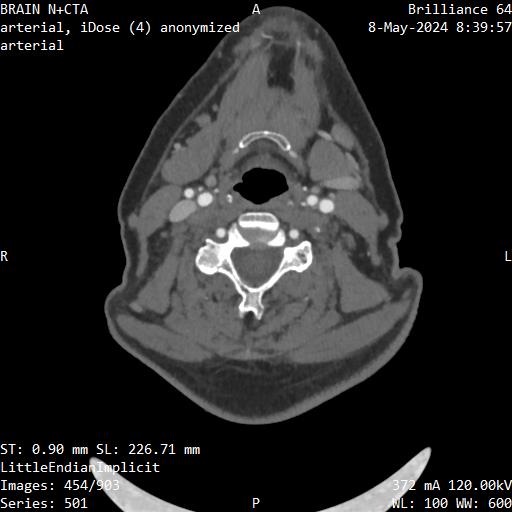 BRAIN N+CTA A Brilliance 64
arterial, iDose (4) anonymized 8-May-2024 8:39:57
arterial
R L
ST: 0.90 mm SL: 226.71 mm
LittleEndianImplicit
Images: 454/903 372 mA 120.00kV
Series: 501 P WL: 100 WW: 600